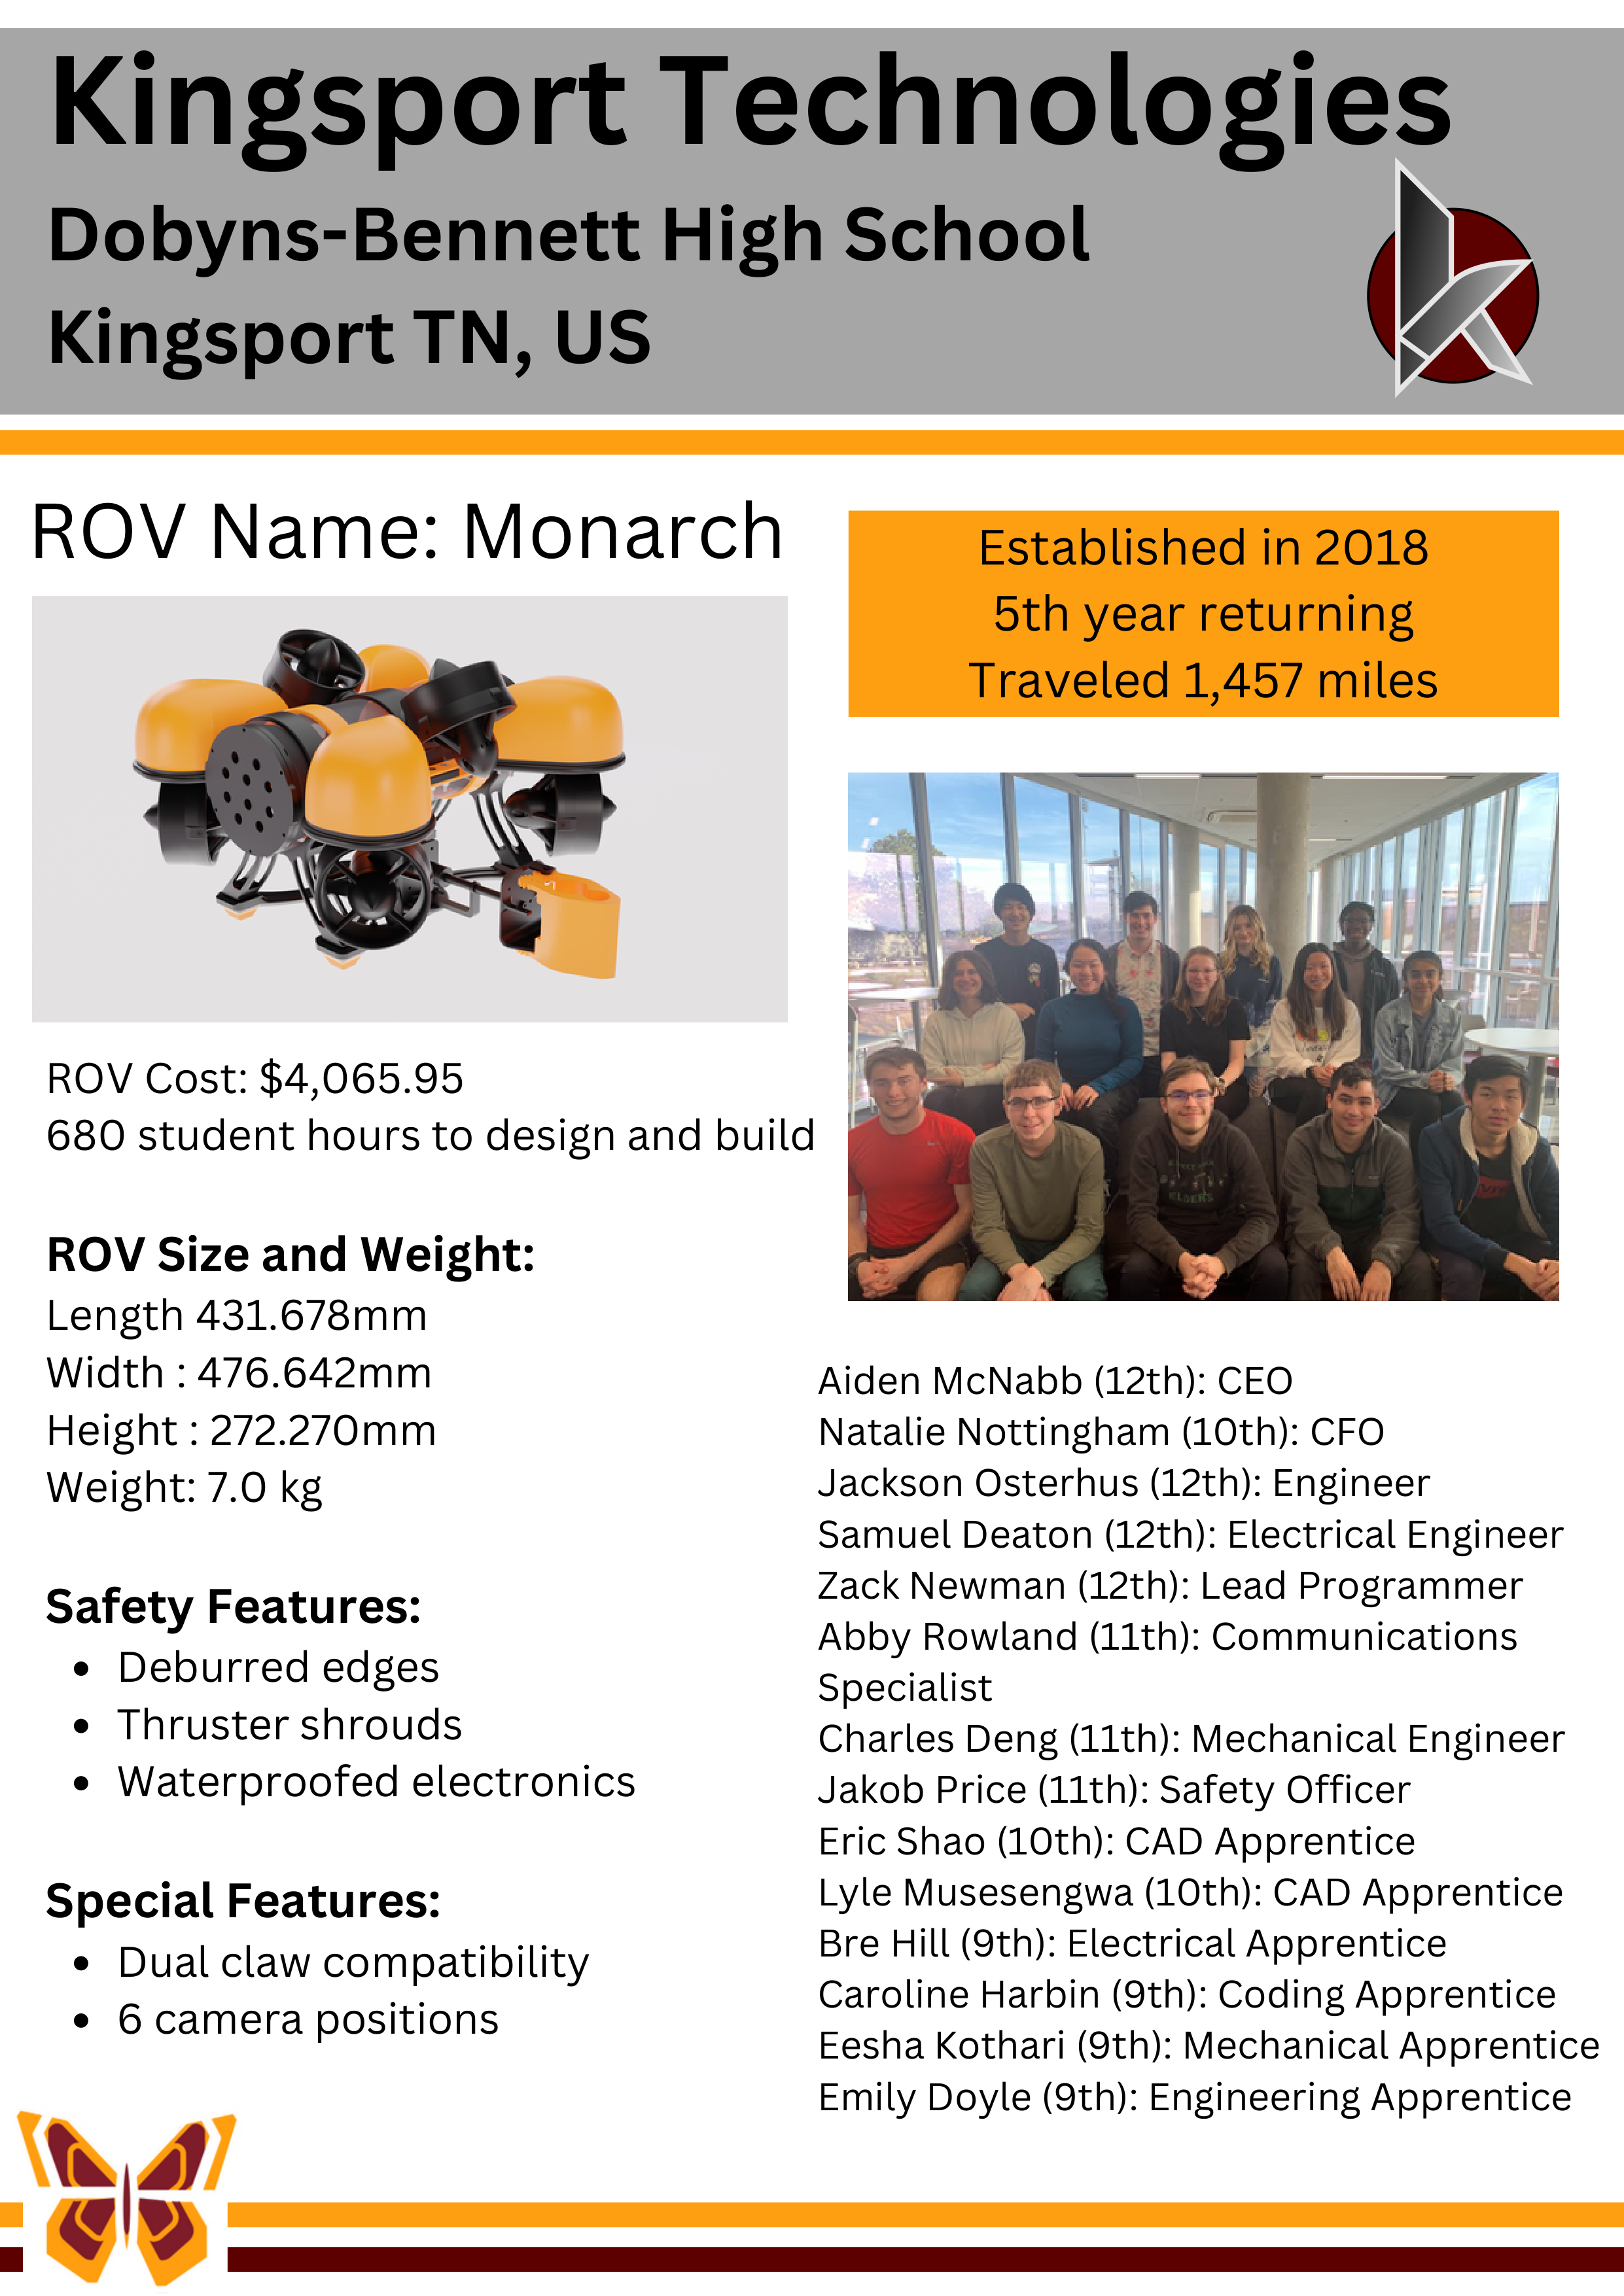 Kingsport Technologies
Dobyns-Bennett High School
Kingsport TN, US
ROV Name: Monarch
Established in 2018
5th year returning
Traveled 1,457 miles
ROV Cost: $4,065.95
680 student hours to design and build
ROV Size and Weight:
Length 431.678mm
Width : 476.642mm
Height : 272.270mm
Weight: 7.0 kg
Safety Features:
• Deburred edges
• Thruster shrouds
• Waterproofed electronics
Special Features:
• Dual claw compatibility
• 6 camera positions
Aiden McNabb (12th): CEO
Natalie Nottingham (10th): CFO
Jackson Osterhus (12th): Engineer
Samuel Deaton (12th): Electrical Engineer
Zack Newman (12th): Lead Programmer
Abby Rowland (11th): Communications
Specialist
Charles Deng (11th): Mechanical Engineer
Jakob Price (11th): Safety Officer
Eric Shao (10th): CAD Apprentice
Lyle Musesengwa (10th): CAD Apprentice
Bre Hill (9th): Electrical Apprentice
Caroline Harbin (9th): Coding Apprentice
Eesha Kothari (9th): Mechanical Apprentice
Emily Doyle (9th): Engineering Apprentice